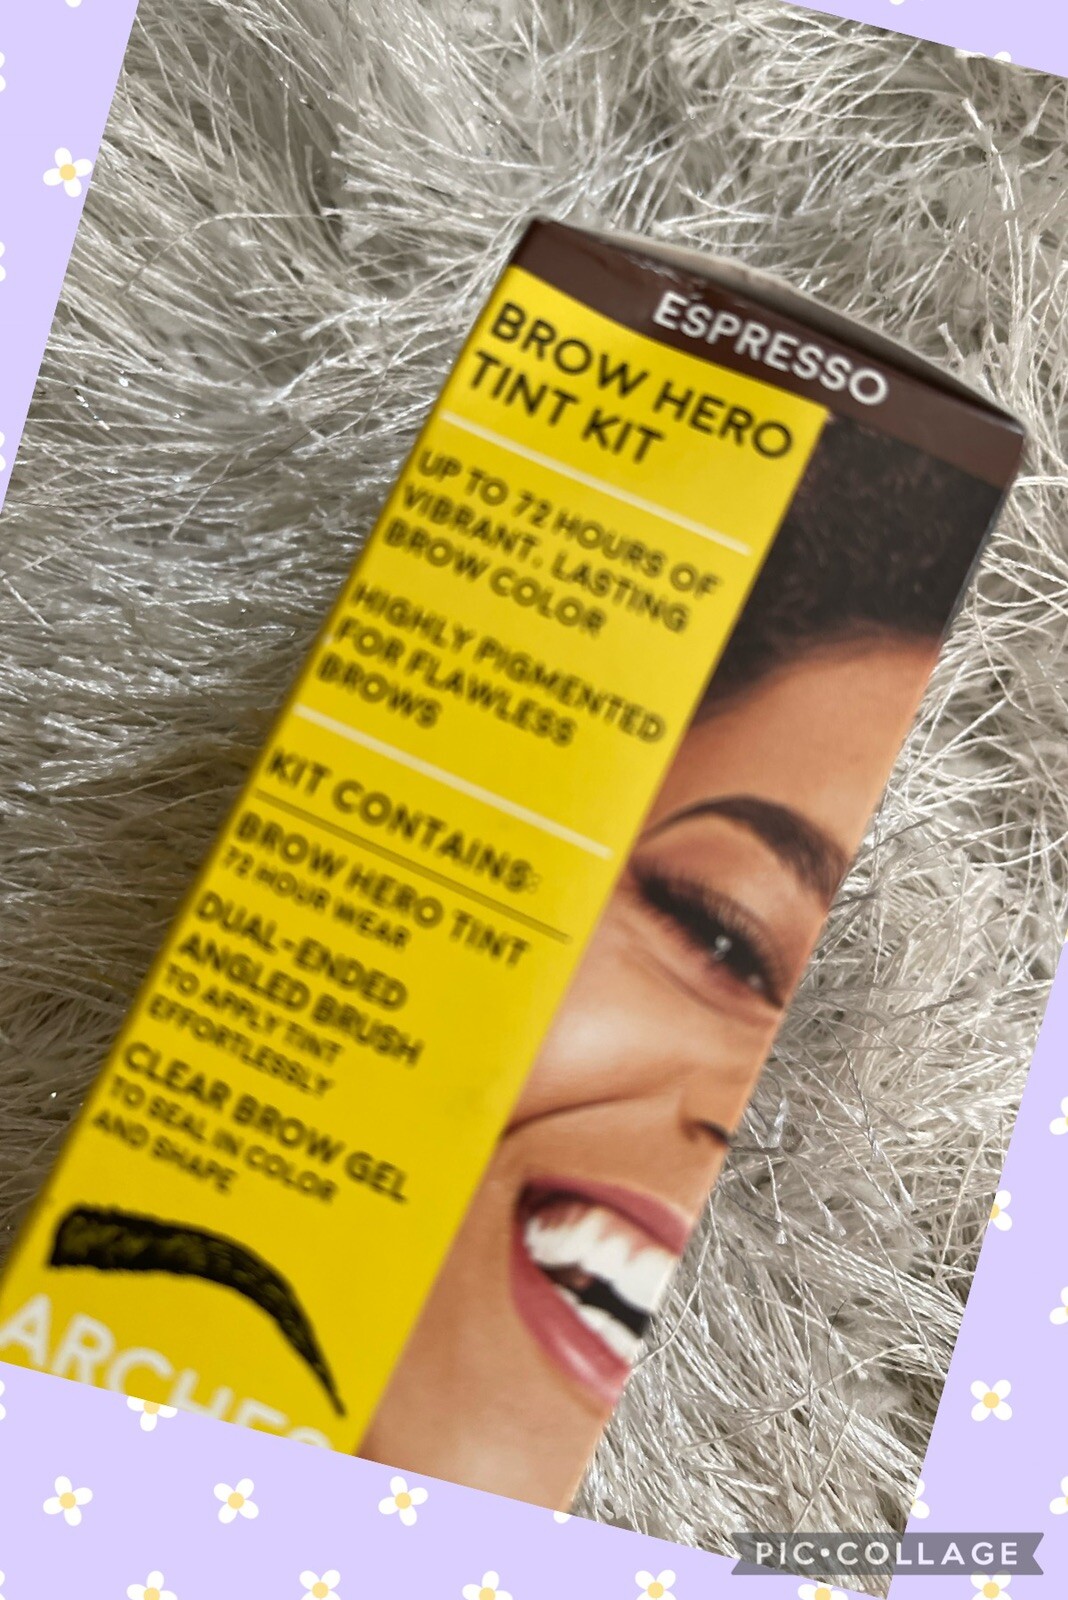 ESPRESSO
BROW HERO
TINT KIT
UP TO 72 HOURS OF
VIBRANT, LASTING
BROW COLOR
HIGHLY PIGMENTED
FOR FLAWLESS
BROWS
KIT CONTAINS:
BROW HERO TINT
72 HOUR WEAR
DUAL-ENDED
ANGLED BRUSH
TO APPLY TINT
EFFORTLESSLY
CLEAR BROW GEL
TO SEAL IN COLOR
AND SHAPE
ARCHES
PIC•COLLAGE